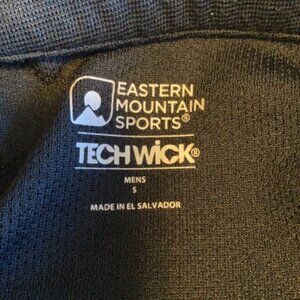 EASTERN
MOUNTAIN
SPORTS®
TECHWICK®
MENS
S
MADE IN EL SALVADOR